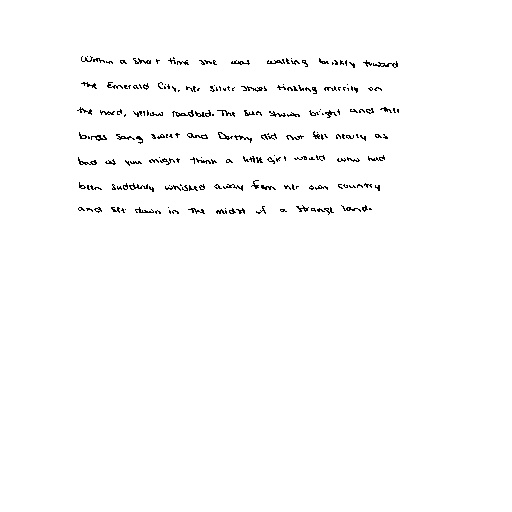 Within a short time she was walking briskly toward
the Emerald City, her silver shoes tinkling merrily on
the hard, yellow roadbed. The sun shown bright and the
birds sang sweet and Dorthy did not feel nearly as
bad as you might think a little girl would who had
been suddenly whisked away from her own country
and set down in the midst of a strange land.